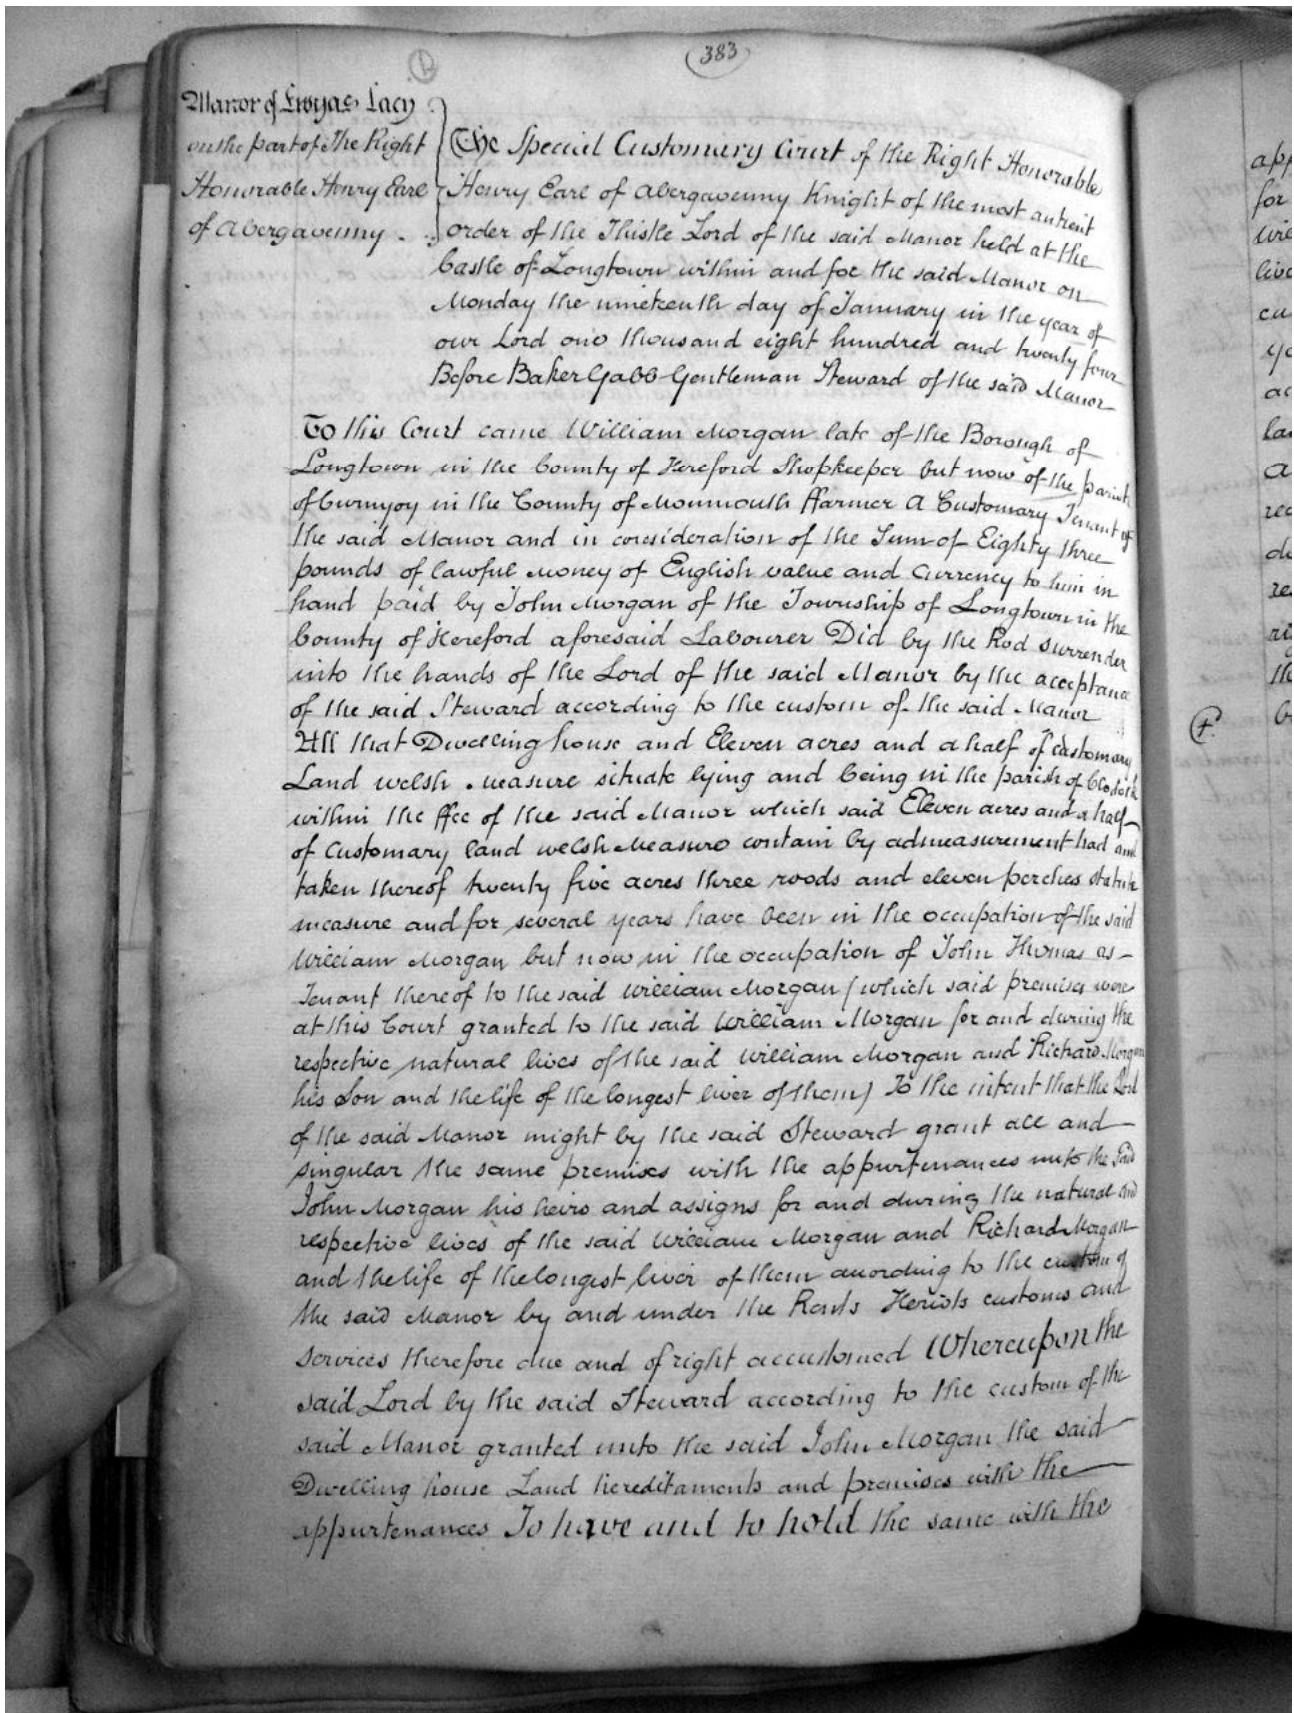 383
Manor of Ewyas Lacy
on the part of The Right
Honorable Henry Earl
of Abergavenny
The Special Customary Court of the Right Honorable
Henry Earl of Abergavenny Knight of the most antient
order of the Thistle Lord of the said Manor held at the
Castle of Longtown within and for the said Manor on
Monday the nineteenth day of January in the year of
our Lord one thousand eight hundred and twenty four
Before Baker Gabb Gentleman Steward of the said Manor
To this Court came William Morgan late of the Borough of
Longtown in the County of Hereford Shopkeeper but now of the parish
of Cwmyoy in the County of Monmouth ffarmer A Customary Tenant of
the said Manor and in consideration of the Sum of Eighty three
pounds of lawful Money of English value and Currency to him in
hand paid by John Morgan of the Township of Longtown in the
County of Hereford aforesaid Labourer Did by the Rod surrender
into the hands of the Lord of the said Manor by the acceptance
of the said Steward according to the custom of the said Manor
All that Dwelling house and Eleven acres and a half of customary
Land welsh measure situate lying and being in the parish of Clodock
within the ffee of the said Manor which said Eleven acres and a half
of Customary land welsh Measure contain by admeasurement had and
taken thereof twenty five acres three roods and eleven perches statute
measure and for several years have been in the occupation of the said
William Morgan but now in the occupation of John Thomas as
Tenant thereof to the said William Morgan (which said premises were
at this Court granted to the said William Morgan for and during the
respective natural lives of the said William Morgan and Richard Morgan
his Son and the life of the longest liver of them) To the intent that the Lord
of the said Manor might by the said Steward grant all and
singular the same premises with the appurtenances unto the said
John Morgan his heirs and assigns for and during the natural and
respective lives of the said William Morgan and Richard Morgan
and the life of the longest liver of them according to the custom of
the said Manor by and under the Rents Heriots customs and
services therefore due and of right accustomed Whereupon the
said Lord by the said Steward according to the custom of the
said Manor granted unto the said John Morgan the said
Dwelling house Land hereditaments and premises with the
appurtenances To have and to hold the same with the